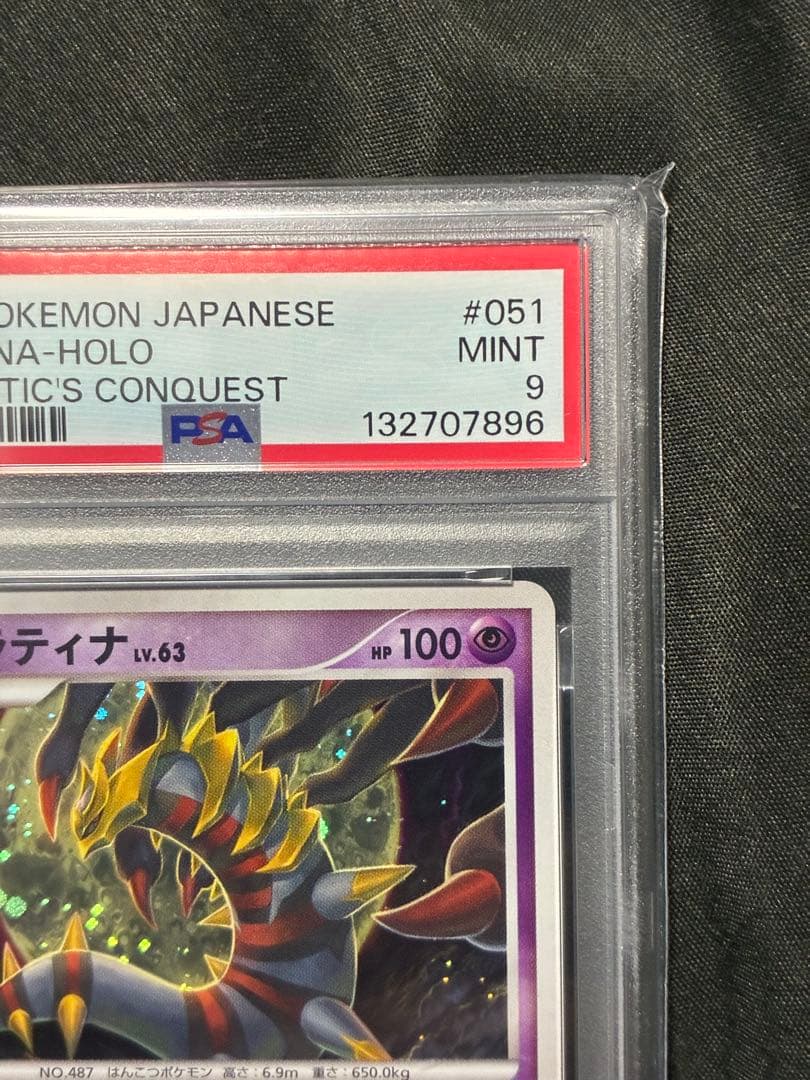 OKEMON JAPANESE #051
NA-HOLO MINT
TIC'S CONQUEST 9
PSA 132707896
ラティナ LV.63 HP 100
NO.487 はんこつポケモン 高さ:6.9m 重さ:650.0kg